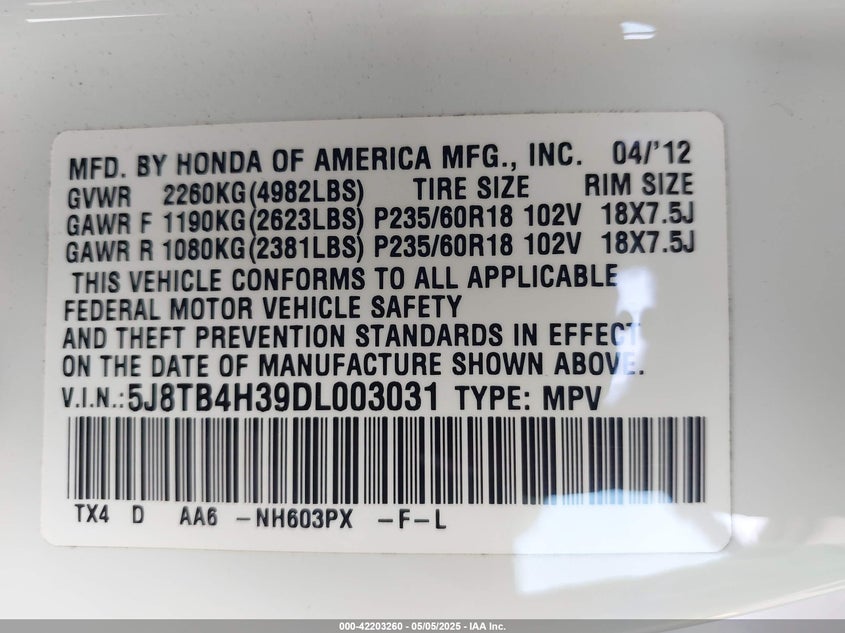 MFD. BY HONDA OF AMERICA MFG., INC. 04/'12
GVWR 2260KG(4982LBS) TIRE SIZE RIM SIZE
GAWR F 1190KG(2623LBS) P235/60R18 102V 18X7.5J
GAWR R 1080KG(2381LBS) P235/60R18 102V 18X7.5J
THIS VEHICLE CONFORMS TO ALL APPLICABLE
FEDERAL MOTOR VEHICLE SAFETY
AND THEFT PREVENTION STANDARDS IN EFFECT
ON THE DATE OF MANUFACTURE SHOWN ABOVE.
V.I.N.:5J8TB4H39DL003031 TYPE: MPV
TX4 D AA6 -NH603PX -F-L
000-42203260 - 05/05/2025 - IAA Inc.